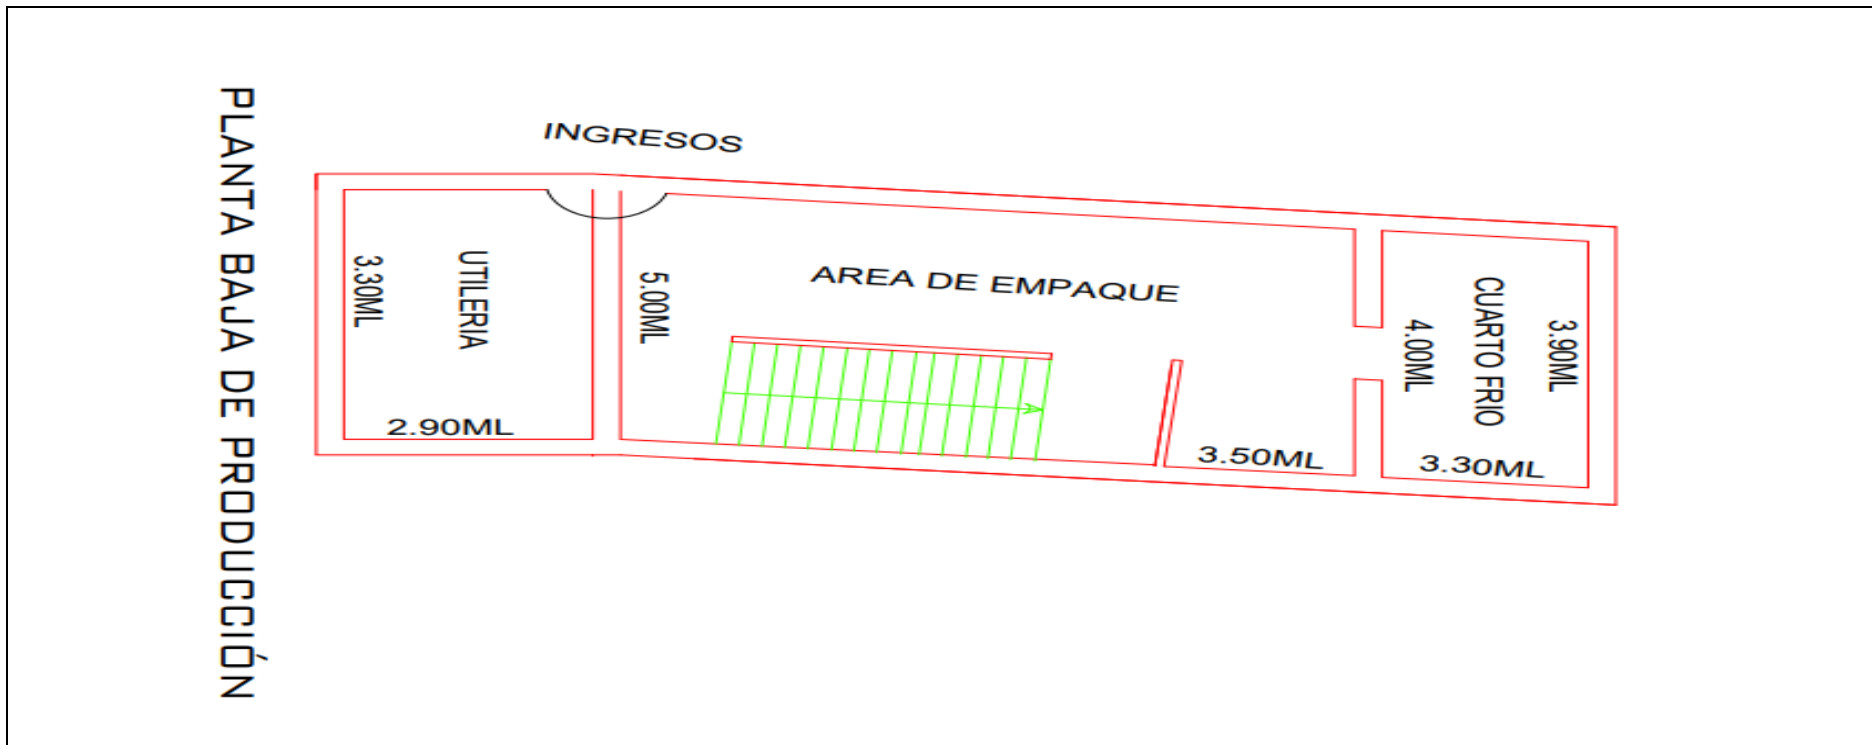 PLANTA BAJA DE PRODUCCIÓN
INGRESOS
UTILERIA
3.30ML
2.90ML
5.00ML
AREA DE EMPAQUE
3.50ML
CUARTO FRIO
4.00ML
3.90ML
3.30ML